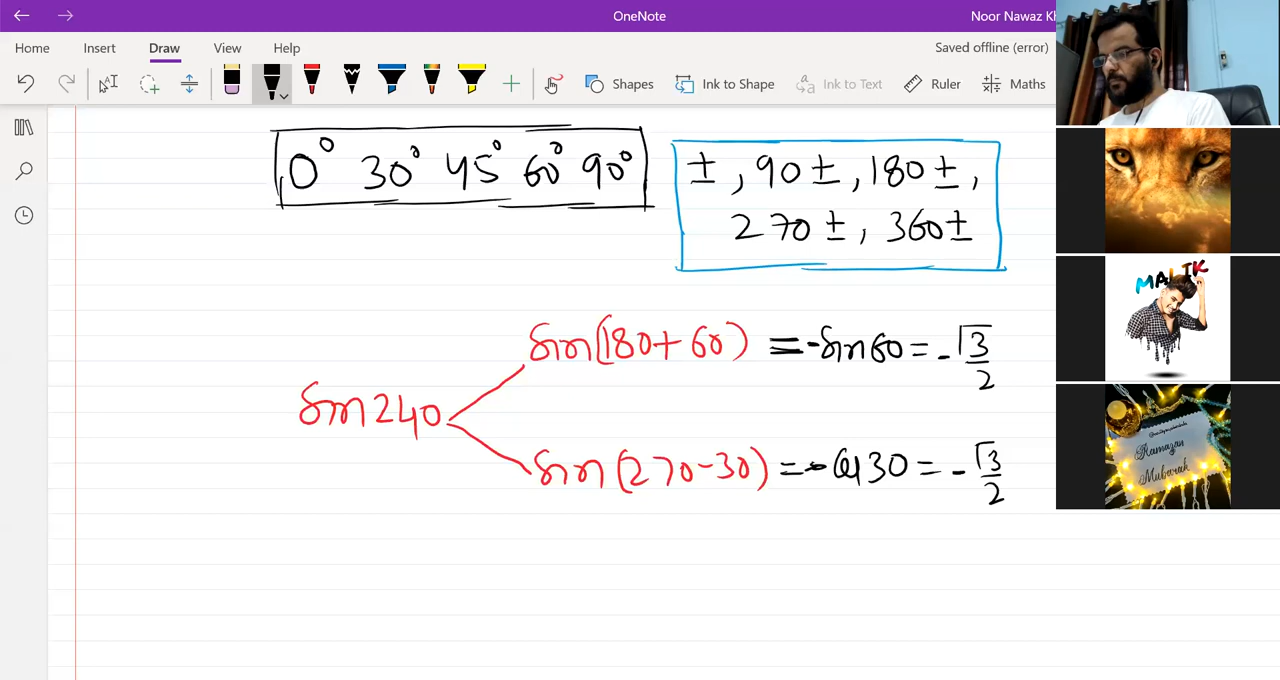 OneNote
Noor Nawaz Kh
Home Insert Draw View Help
Saved offline (error)
Shapes Ink to Shape Ink to Text Ruler Maths
0° 30° 45° 60° 90°
±, 90 ±, 180 ±,
270 ±, 360 ±
sin(180+60) = -sin60 = -√3/2
sin240
sin(270-30) = -cos30 = -√3/2
MALIK
Ramazan
Mubarak